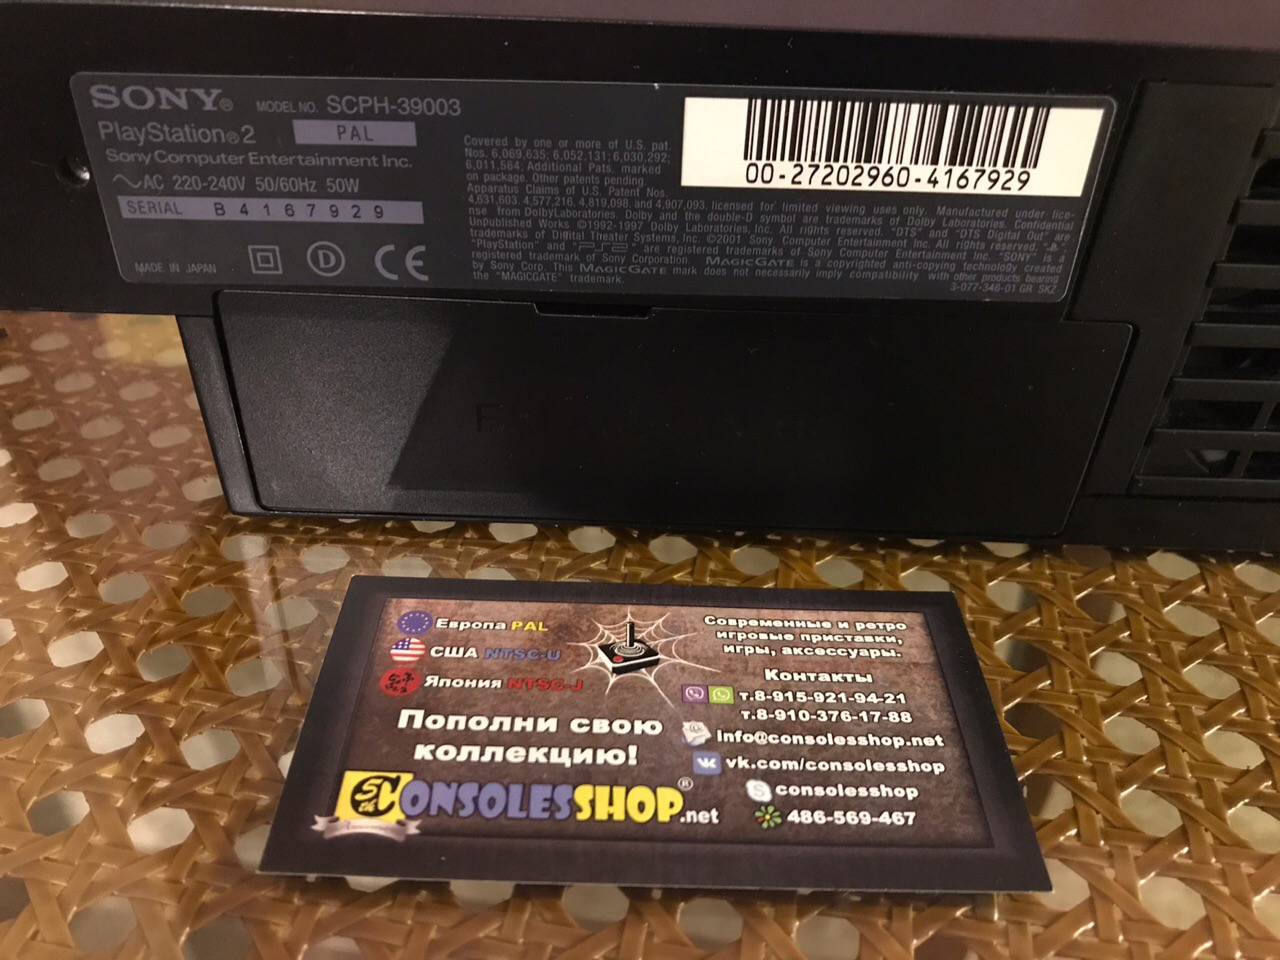 SONY®
MODEL NO. SCPH-39003
PlayStation®2 PAL
Sony Computer Entertainment Inc.
AC 220-240V 50/60Hz 50W
SERIAL B4167929
MADE IN JAPAN
D
CE
Covered by one or more of U.S. pat.
Nos. 6,069,635; 6,052,131; 6,030,292;
6,011,564; Additional Pats. marked
on package. Other patents pending.
Apparatus Claims of U.S. Patent Nos.
4,631,603, 4,577,216, 4,819,098, and 4,907,093, licensed for limited viewing uses only. Manufactured under lice-
nse from DolbyLaboratories. Dolby and the double-D symbol are trademarks of Dolby Laboratories. Confidential
Unpublished Works ©1992-1997 Dolby Laboratories, Inc. All rights reserved. "DTS" and "DTS Digital Out" are
trademarks of Digital Theater Systems, Inc. ©2001 Sony Computer Entertainment Inc. All rights reserved.
"PlayStation" and "PS2" are registered trademarks of Sony Computer Entertainment Inc. "SONY" is a
registered trademark of Sony Corporation. MAGICGATE is a copyrighted anti-copying technology created
by Sony Corp. This MAGICGATE mark does not necessarily imply compatibility with other products bearing
the "MAGICGATE" trademark.
3-077-346-01 GR SKZ
00-27202960-4167929
Европа PAL
США NTSC-U
Япония NTSC-J
Пополни свою
коллекцию!
CONSOLESSHOP®.net
Современные и ретро
игровые приставки,
игры, аксессуары.
Контакты
т.8-915-921-94-21
т.8-910-376-17-88
info@consolesshop.net
vk.com/consolesshop
consolesshop
486-569-467